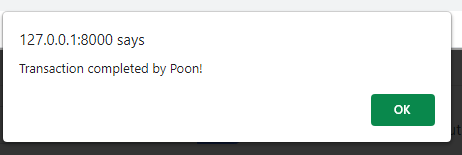 127.0.0.1:8000 says
Transaction completed by Poon!
OK